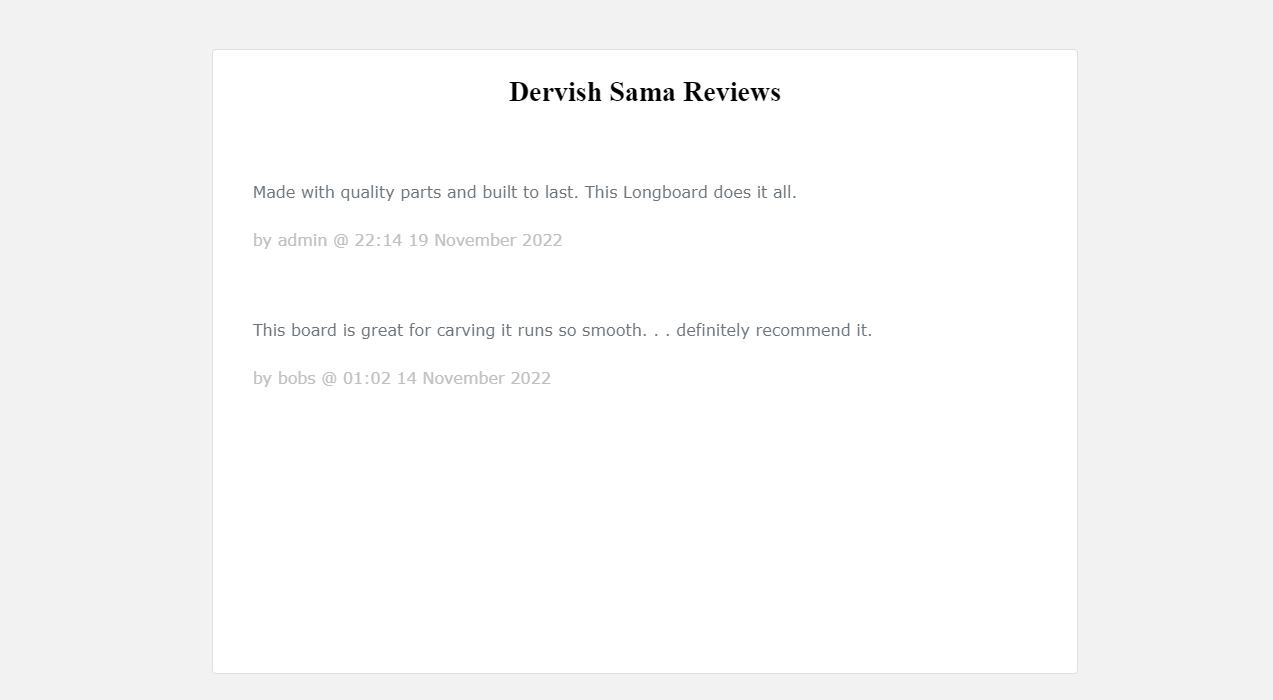 Dervish Sama Reviews
Made with quality parts and built to last. This Longboard does it all.
by admin @ 22:14 19 November 2022
This board is great for carving it runs so smooth. . . definitely recommend it.
by bobs @ 01:02 14 November 2022